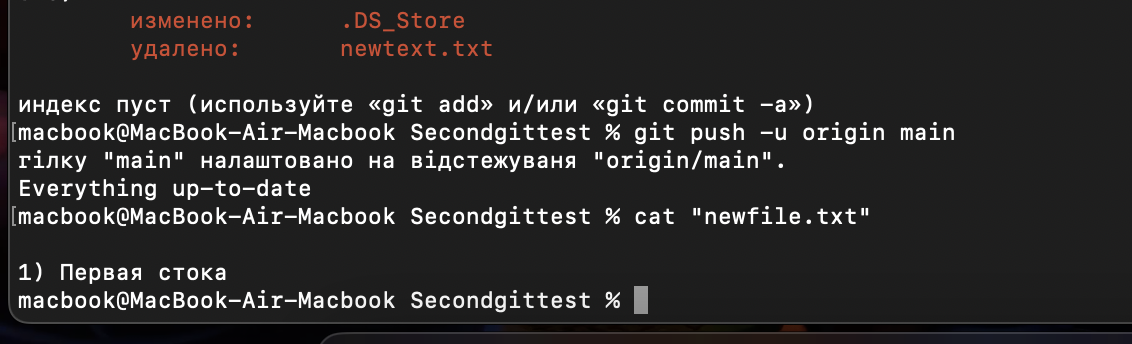 изменено: .DS_Store
удалено: newtext.txt
индекс пуст (используйте «git add» и/или «git commit -a»)
[macbook@MacBook-Air-Macbook Secondgittest % git push -u origin main
гілку "main" налаштовано на відстежуваня "origin/main".
Everything up-to-date
[macbook@MacBook-Air-Macbook Secondgittest % cat "newfile.txt"
1) Первая стока
macbook@MacBook-Air-Macbook Secondgittest %